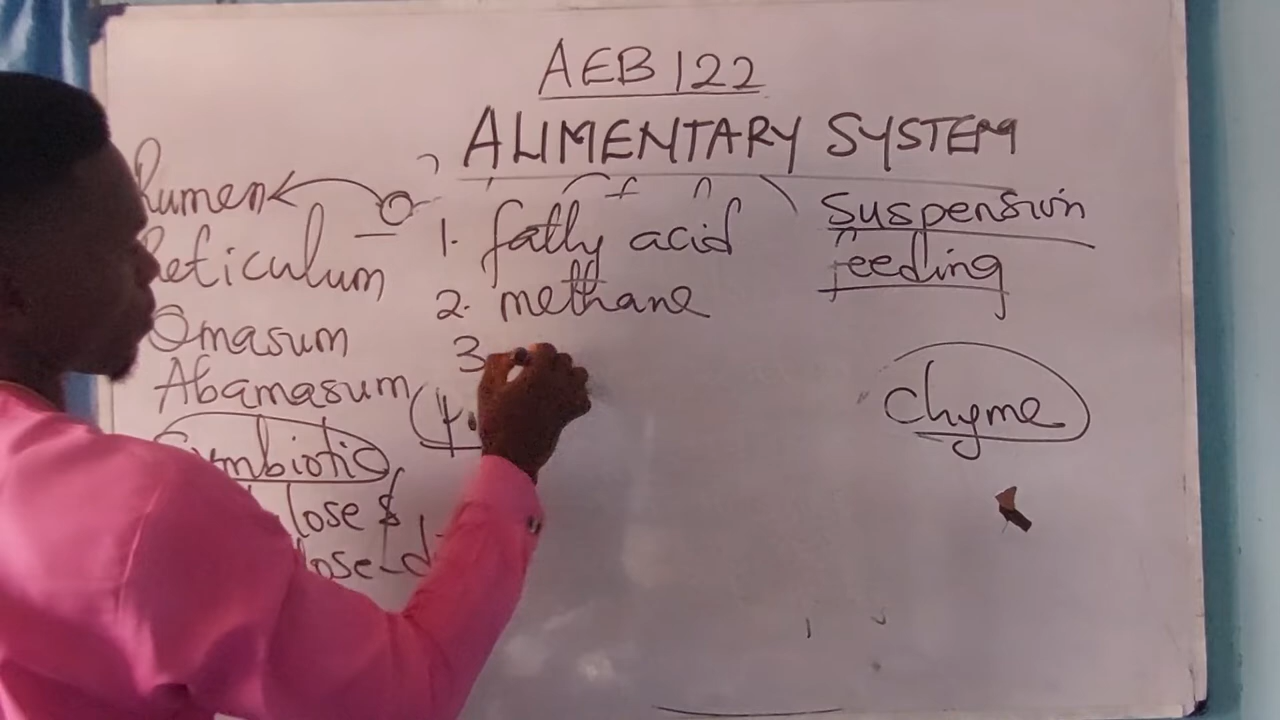 AEB 122
ALIMENTARY SYSTEM
Rumen
Reticulum
Omasum
Abamasum
Symbiotic
lose &
lose-d
1. fatty acid
2. methane
3
Suspension
feeding
chyme